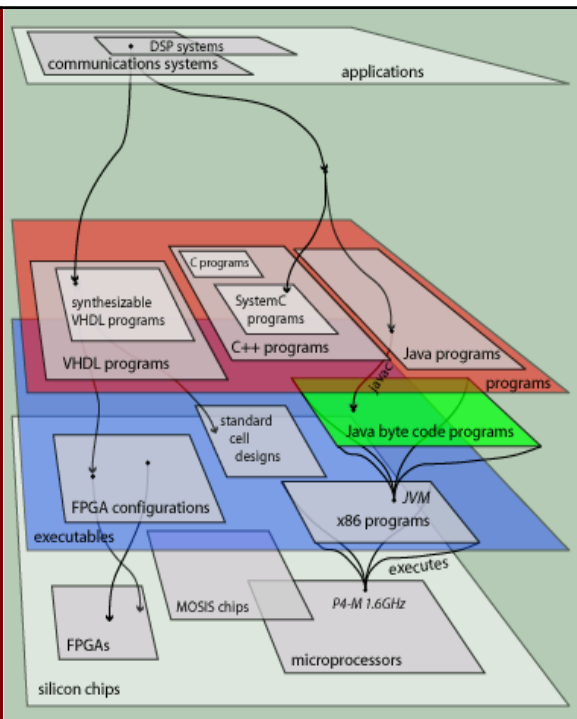 DSP systems
communications systems
applications
C programs
synthesizable
VHDL programs
SystemC
programs
C++ programs
VHDL programs
Java programs
programs
javac
standard
cell
designs
Java byte code programs
FPGA configurations
JVM
x86 programs
executables
executes
MOSIS chips
P4-M 1.6GHz
FPGAs
microprocessors
silicon chips